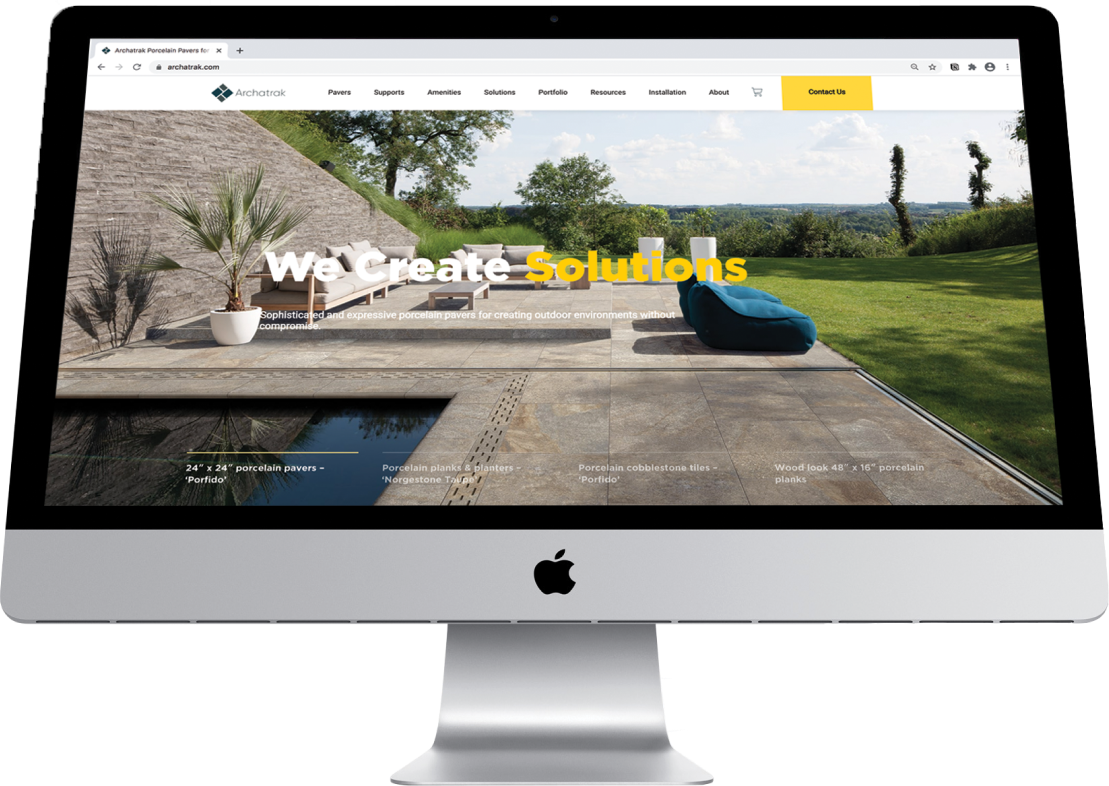 Archatrak Porcelain Pavers for
archatrak.com
Archatrak
Pavers
Supports
Amenities
Solutions
Portfolio
Resources
Installation
About
Contact Us
We Create Solutions
Sophisticated and expressive porcelain pavers for creating outdoor environments without
compromise.
24" x 24" porcelain pavers –
'Porfido'
Porcelain planks & planters –
'Norgestone Taupe'
Porcelain cobblestone tiles –
'Porfido'
Wood look 48" x 16" porcelain
planks